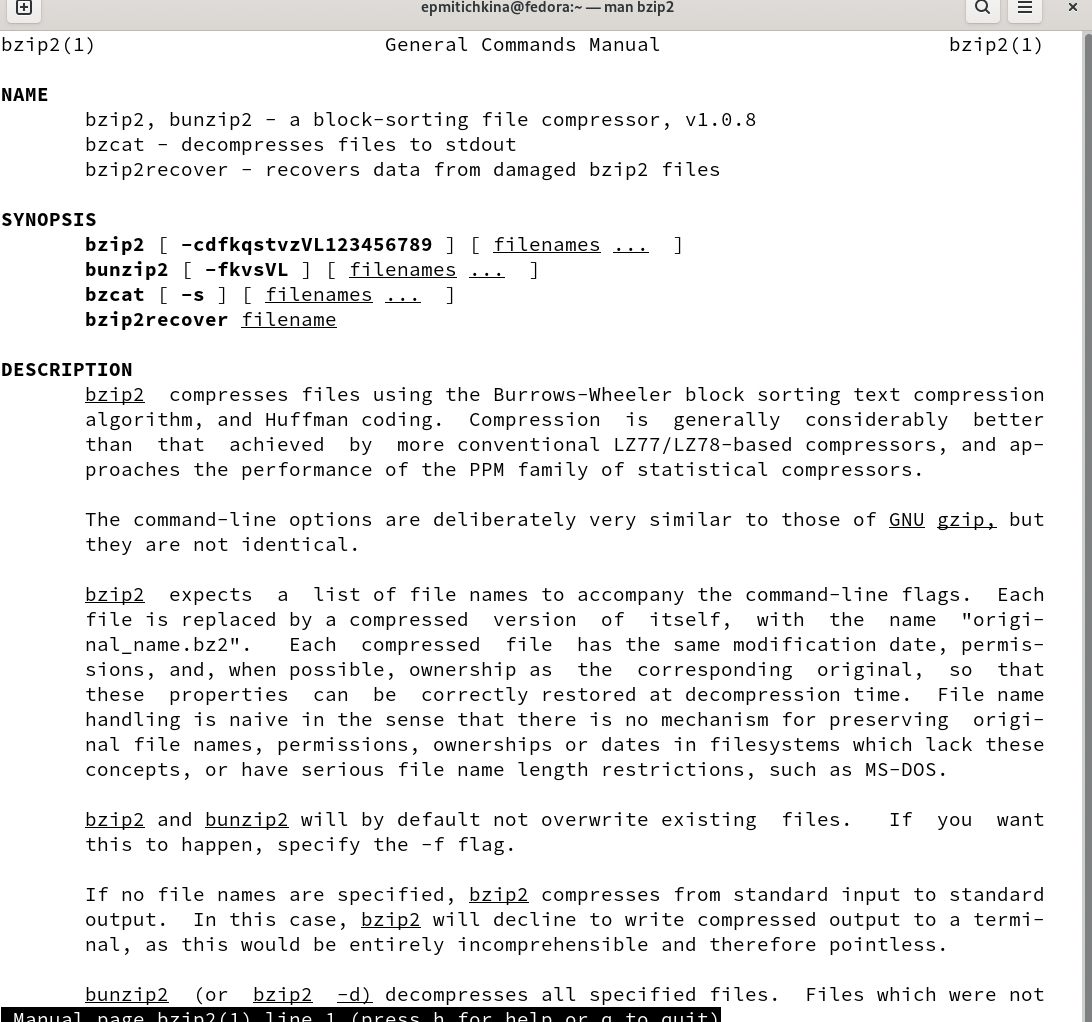 epmitichkina@fedora:~ — man bzip2
bzip2(1) General Commands Manual bzip2(1)
NAME
bzip2, bunzip2 - a block-sorting file compressor, v1.0.8
bzcat - decompresses files to stdout
bzip2recover - recovers data from damaged bzip2 files
SYNOPSIS
bzip2 [ -cdfkqstvzVL123456789 ] [ filenames ... ]
bunzip2 [ -fkvsVL ] [ filenames ... ]
bzcat [ -s ] [ filenames ... ]
bzip2recover filename
DESCRIPTION
bzip2 compresses files using the Burrows-Wheeler block sorting text compression
algorithm, and Huffman coding. Compression is generally considerably better
than that achieved by more conventional LZ77/LZ78-based compressors, and ap-
proaches the performance of the PPM family of statistical compressors.
The command-line options are deliberately very similar to those of GNU gzip, but
they are not identical.
bzip2 expects a list of file names to accompany the command-line flags. Each
file is replaced by a compressed version of itself, with the name "origi-
nal_name.bz2". Each compressed file has the same modification date, permis-
sions, and, when possible, ownership as the corresponding original, so that
these properties can be correctly restored at decompression time. File name
handling is naive in the sense that there is no mechanism for preserving origi-
nal file names, permissions, ownerships or dates in filesystems which lack these
concepts, or have serious file name length restrictions, such as MS-DOS.
bzip2 and bunzip2 will by default not overwrite existing files. If you want
this to happen, specify the -f flag.
If no file names are specified, bzip2 compresses from standard input to standard
output. In this case, bzip2 will decline to write compressed output to a termi-
nal, as this would be entirely incomprehensible and therefore pointless.
bunzip2 (or bzip2 -d) decompresses all specified files. Files which were not
Manual page bzip2(1) line 1 (press h for help or q to quit)